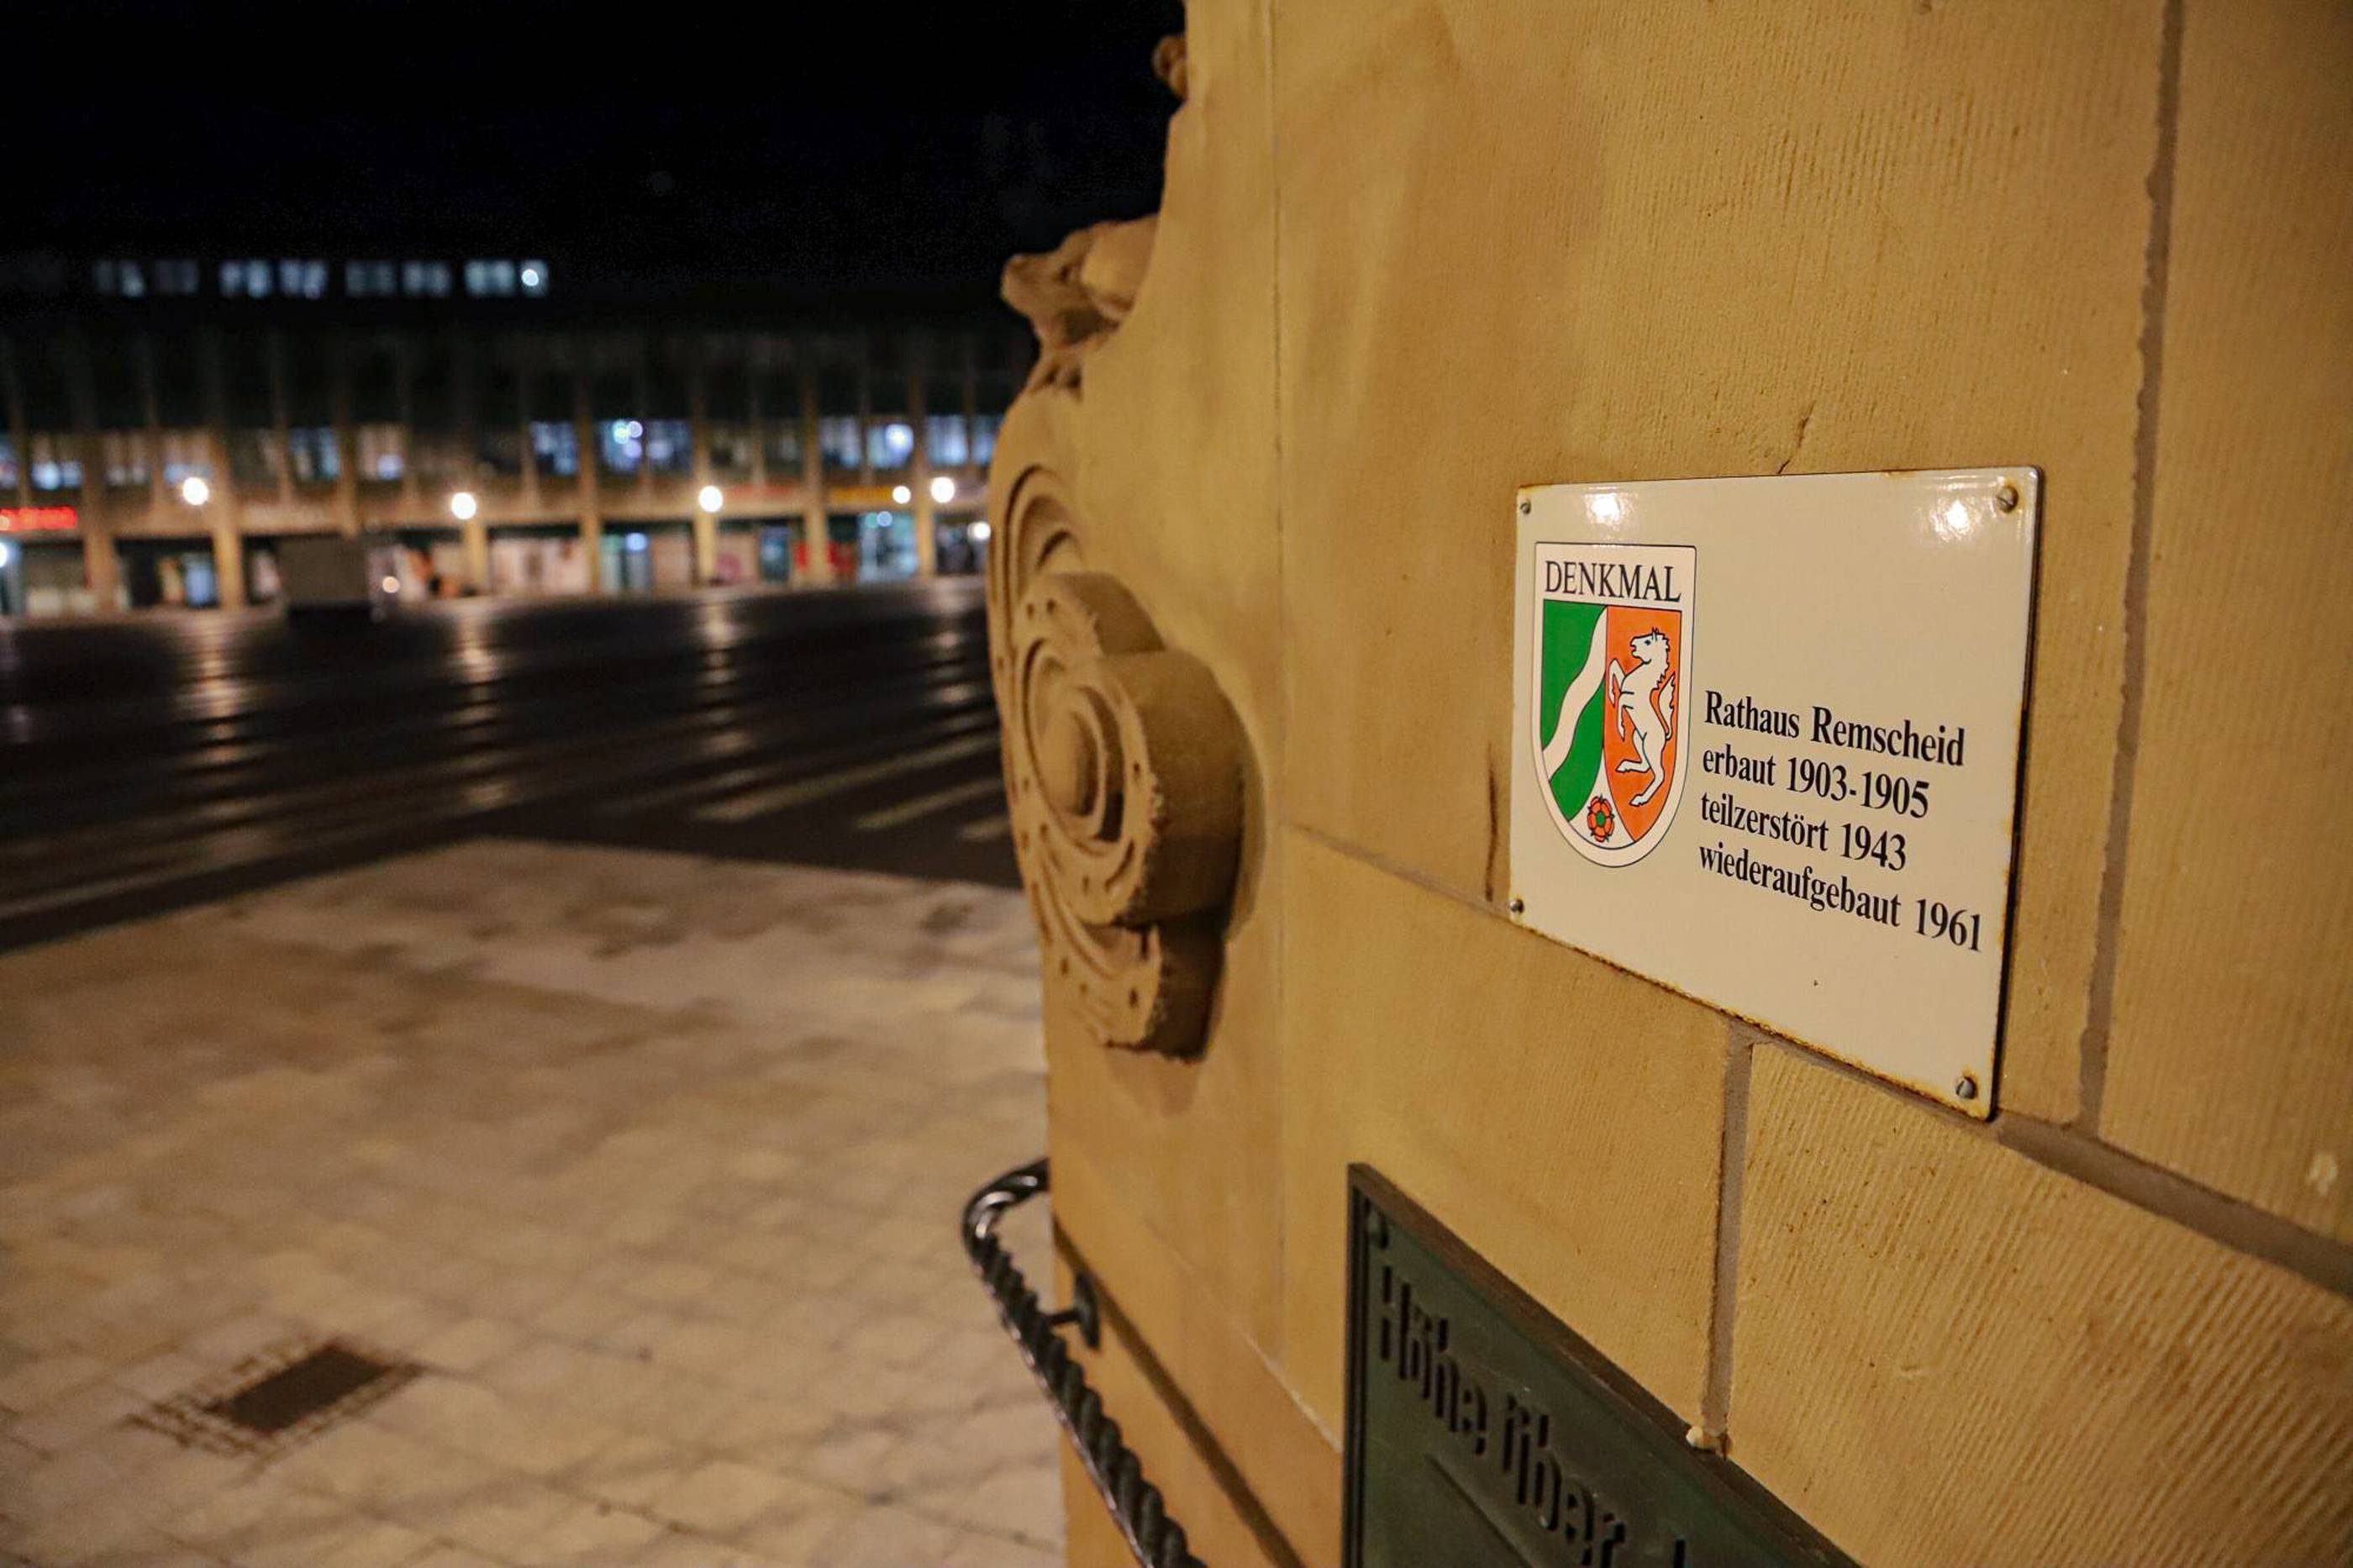 DENKMAL
Rathaus Remscheid
erbaut 1903-1905
teilzerstört 1943
wiederaufgebaut 1961
Höhe über